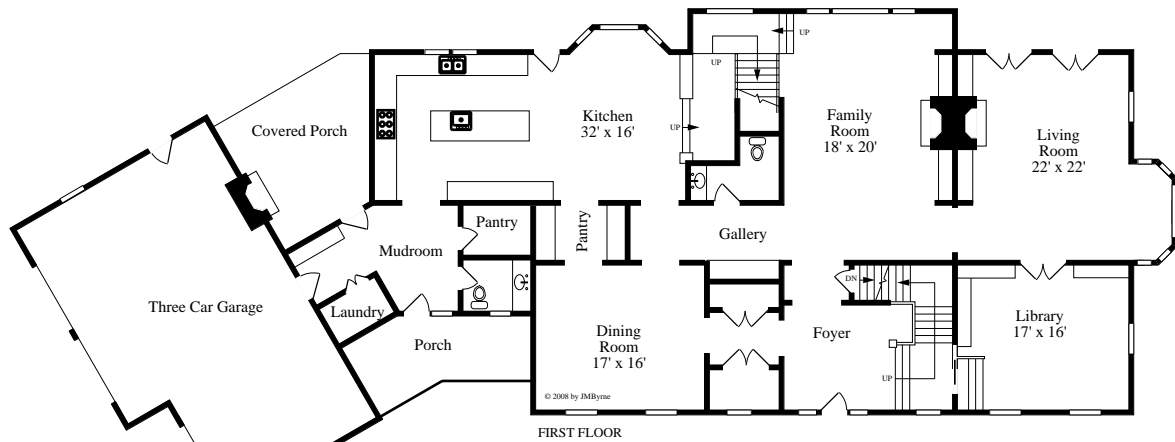 UP
UP
Covered Porch
Kitchen
32' x 16'
UP
Family
Room
18' x 20'
Living
Room
22' x 22'
Pantry
Pantry
Gallery
Mudroom
DN
Three Car Garage
Laundry
Porch
Dining
Room
17' x 16'
Foyer
Library
17' x 16'
UP
© 2008 by JMByrne
FIRST FLOOR